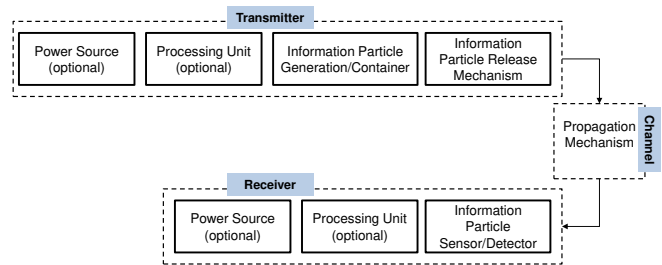 Transmitter
Power Source
(optional)
Processing Unit
(optional)
Information Particle
Generation/Container
Information
Particle Release
Mechanism
Propagation
Mechanism
Channel
Receiver
Power Source
(optional)
Processing Unit
(optional)
Information
Particle
Sensor/Detector